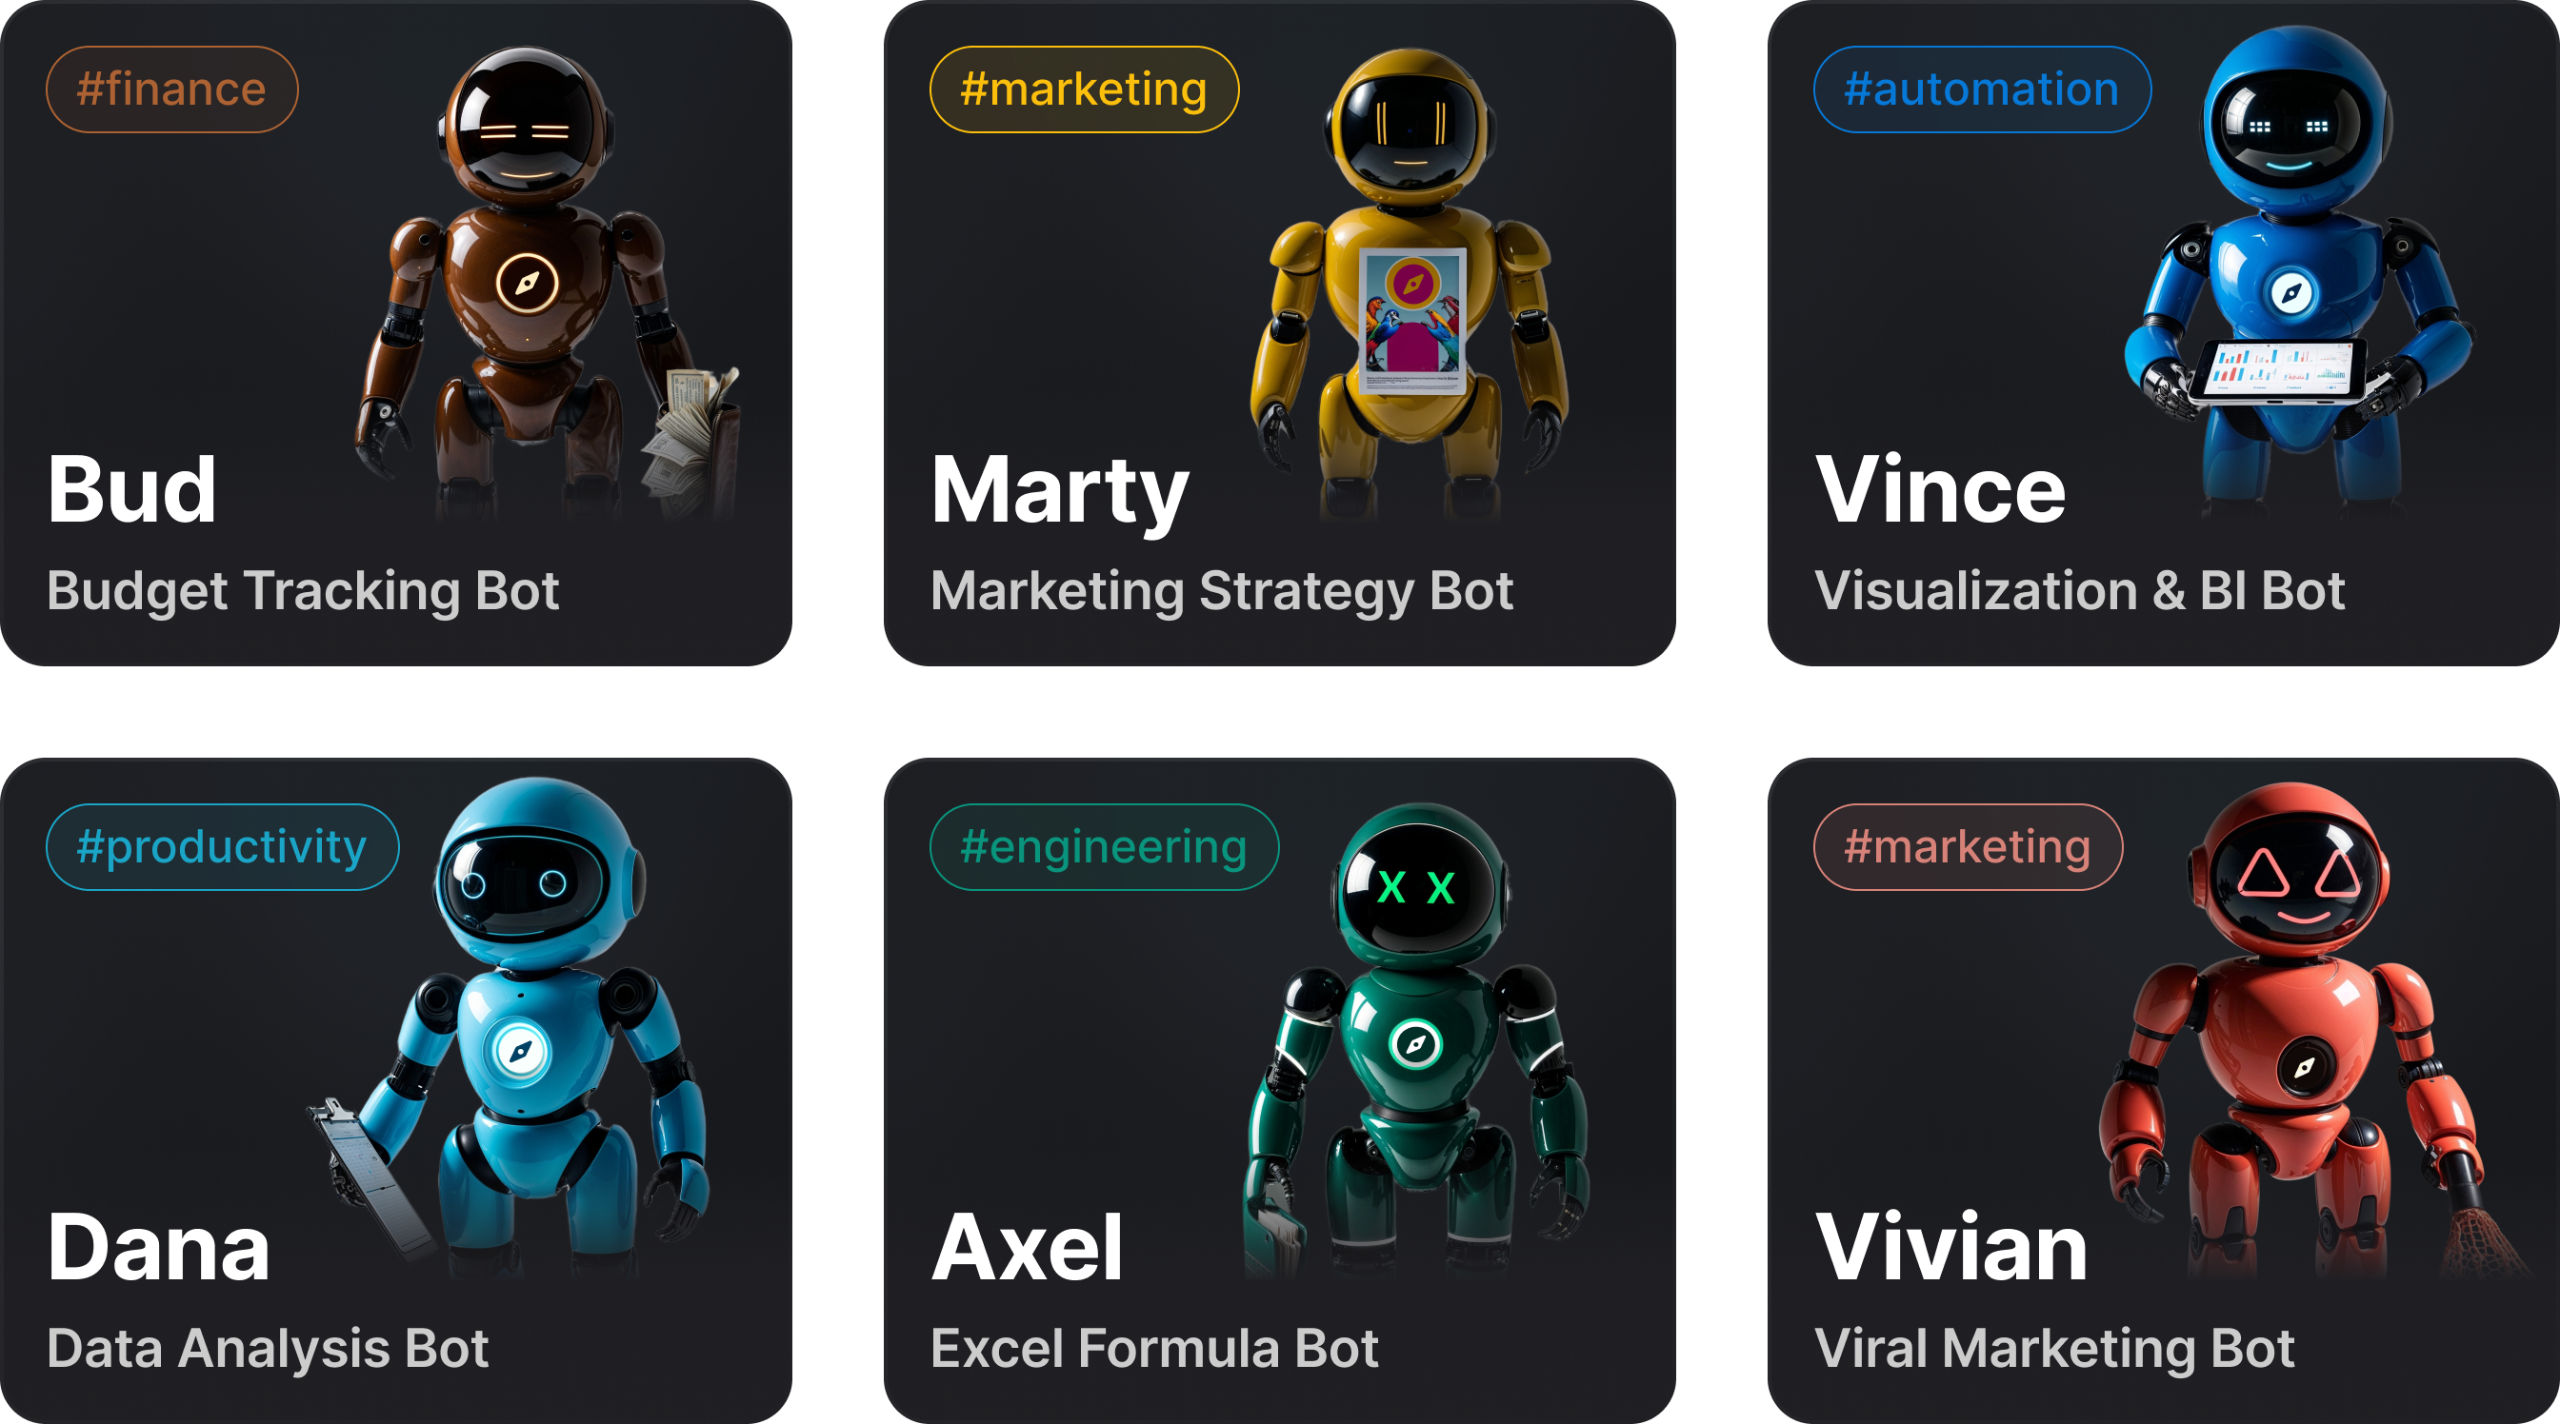 #finance
Bud
Budget Tracking Bot
#marketing
Marty
Marketing Strategy Bot
#automation
Vince
Visualization & BI Bot
#productivity
Dana
Data Analysis Bot
#engineering
X X
Axel
Excel Formula Bot
#marketing
Vivian
Viral Marketing Bot